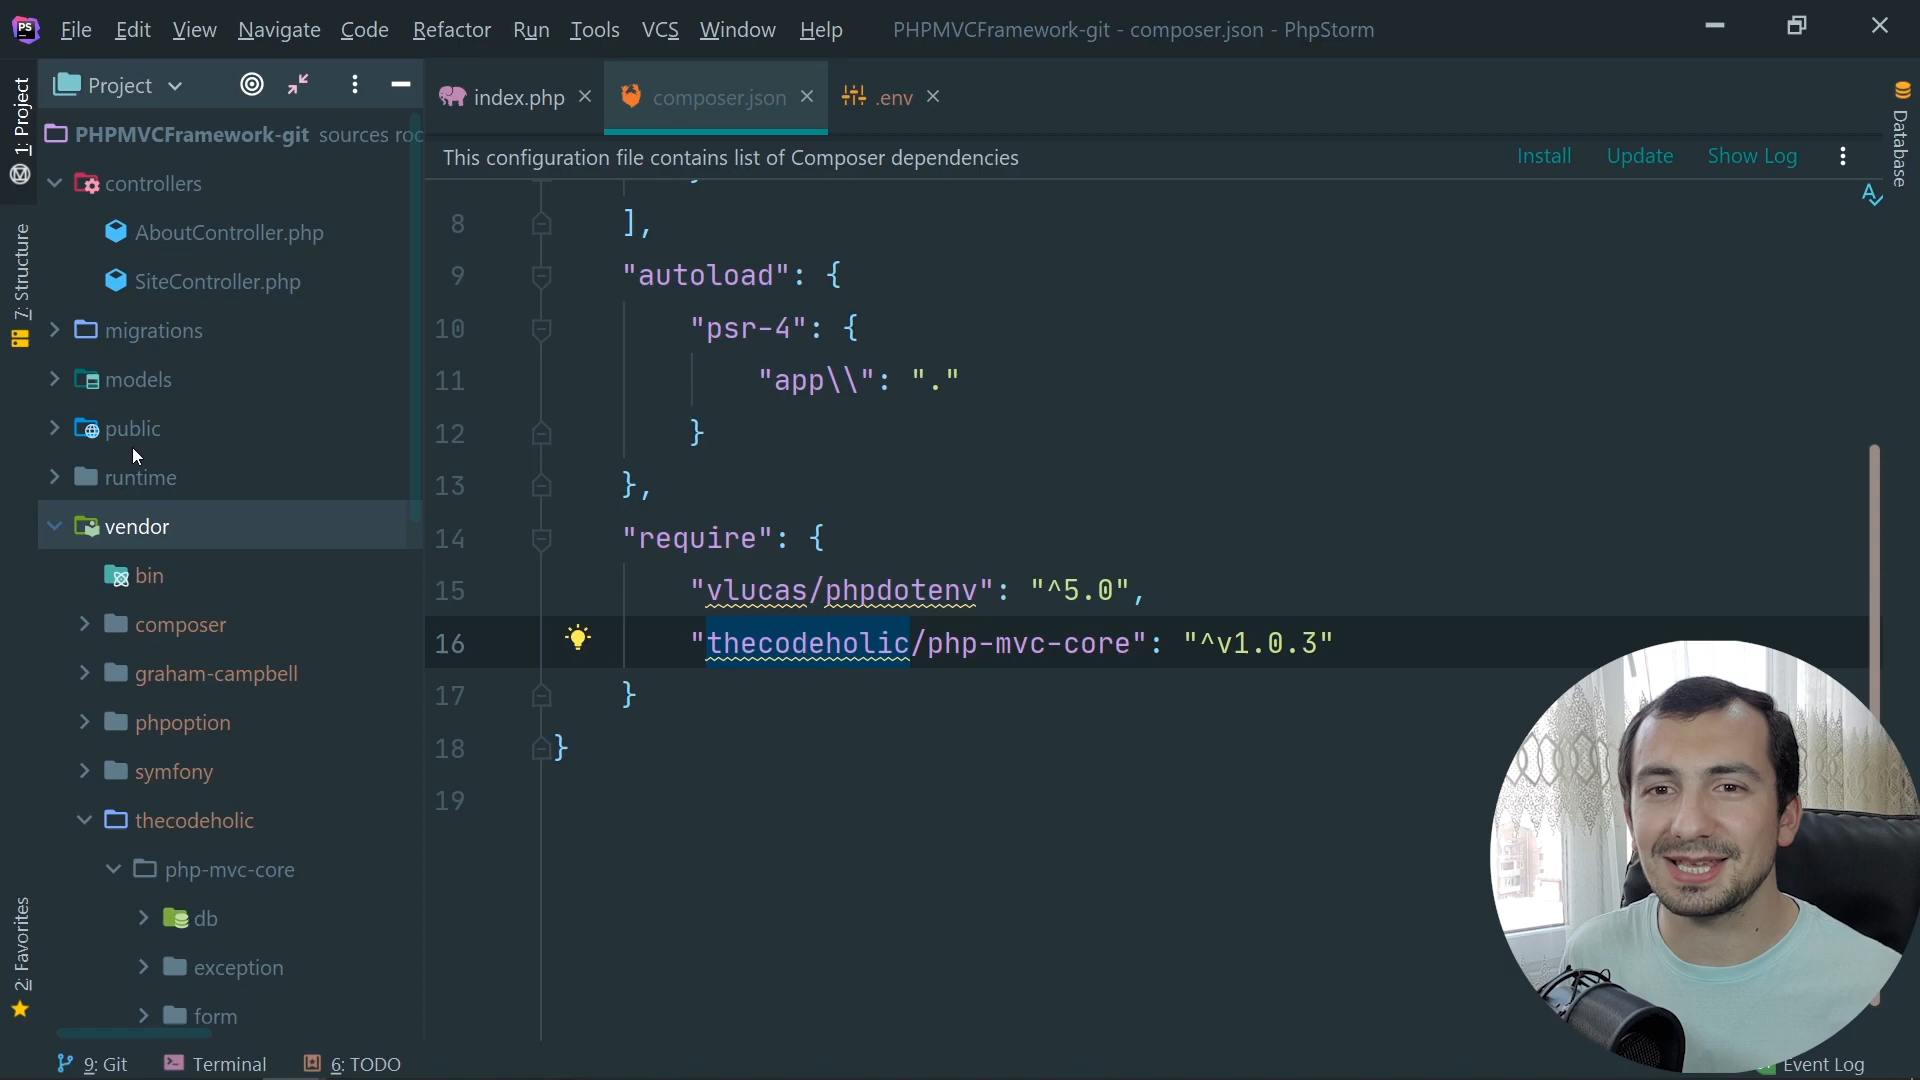 PS File Edit View Navigate Code Refactor Run Tools VCS Window Help PHPMVCFramework-git - composer.json - PhpStorm
1: Project
7: Structure
2: Favorites
Project
PHPMVCFramework-git sources roo
controllers
AboutController.php
SiteController.php
migrations
models
public
runtime
vendor
bin
composer
graham-campbell
phpoption
symfony
thecodeholic
php-mvc-core
db
exception
form
index.php composer.json .env
This configuration file contains list of Composer dependencies Install Update Show Log
8 ],
9 "autoload": {
10 "psr-4": {
11 "app\\": "."
12 }
13 },
14 "require": {
15 "vlucas/phpdotenv": "^5.0",
16 "thecodeholic/php-mvc-core": "^v1.0.3"
17 }
18 }
19
Database
9: Git Terminal 6: TODO Event Log